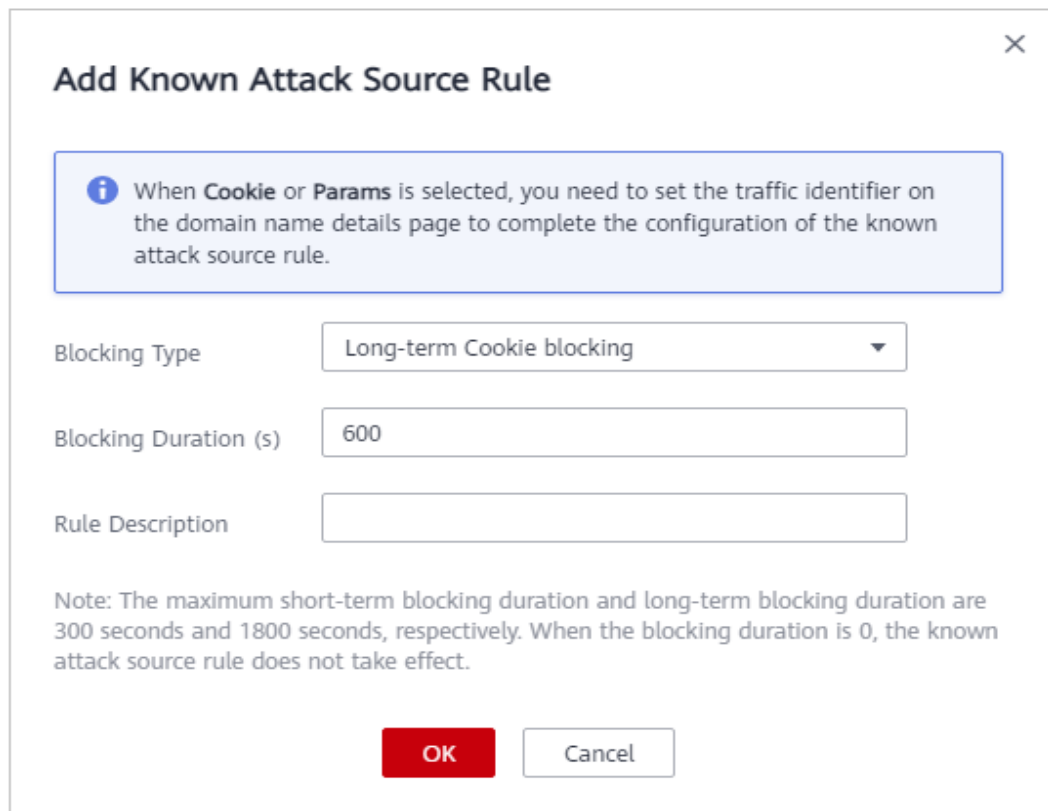 Add Known Attack Source Rule
When Cookie or Params is selected, you need to set the traffic identifier on
the domain name details page to complete the configuration of the known
attack source rule.
Blocking Type
Long-term Cookie blocking
Blocking Duration (s)
600
Rule Description
Note: The maximum short-term blocking duration and long-term blocking duration are
300 seconds and 1800 seconds, respectively. When the blocking duration is 0, the known
attack source rule does not take effect.
OK
Cancel